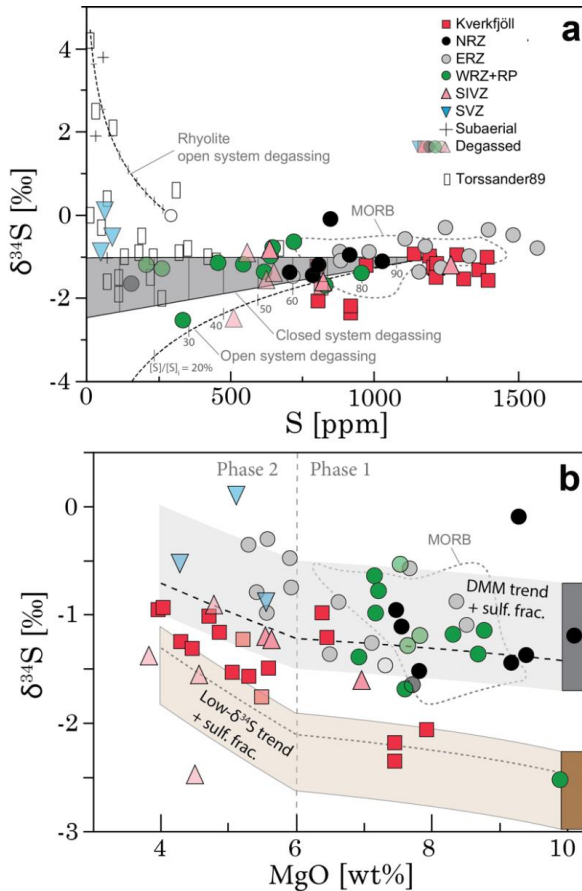 a
Kverkfjöll
NRZ
ERZ
WRZ+RP
SIVZ
SVZ
Subaerial
Degassed
Torssander89
4
2
0
-2
-4
δ³⁴S [‰]
Rhyolite
open system degassing
MORB
90
80
60
50
40
30
[S]/[S]ᵢ = 20%
Closed system degassing
Open system degassing
0
500
1000
1500
S [ppm]
b
Phase 2
Phase 1
0
-1
-2
-3
δ³⁴S [‰]
MORB
DMM trend
+ sulf. frac.
Low-δ³⁴S trend
+ sulf. frac.
4
6
8
10
MgO [wt%]